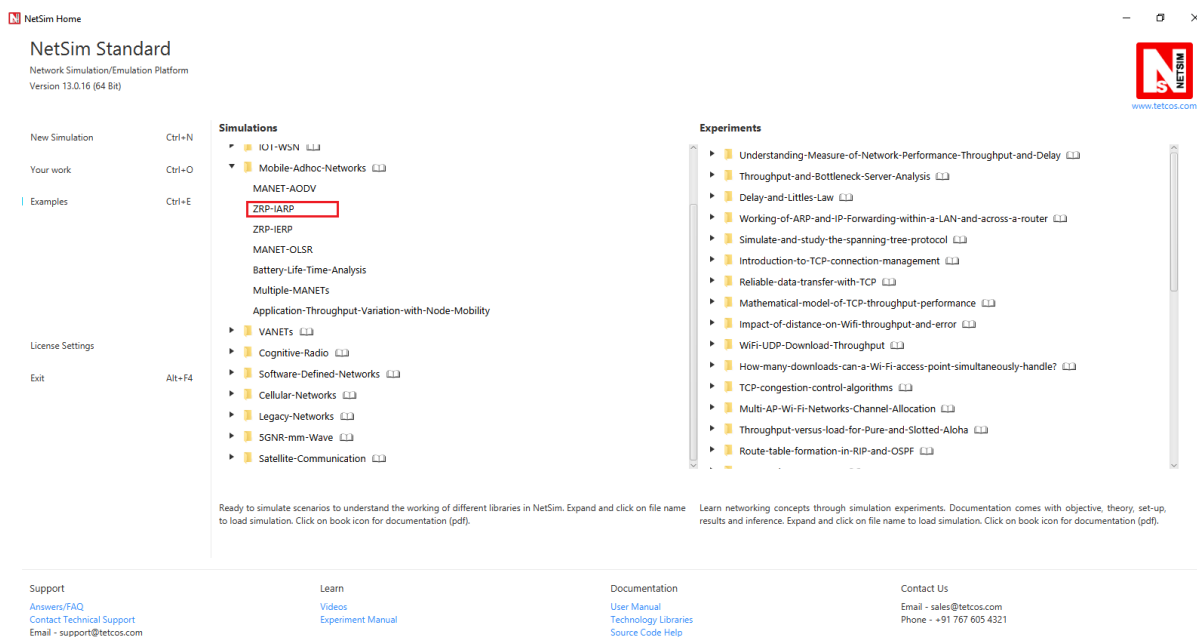 NetSim Home
NetSim Standard
Network Simulation/Emulation Platform
Version 13.0.16 (64 Bit)
N
S
NETSIM
www.tetcos.com
New Simulation Ctrl+N
Your work Ctrl+O
Examples Ctrl+E
License Settings
Exit Alt+F4
Simulations
IOT-WSN
Mobile-Adhoc-Networks
MANET-AODV
ZRP-IARP
ZRP-IERP
MANET-OLSR
Battery-Life-Time-Analysis
Multiple-MANETs
Application-Throughput-Variation-with-Node-Mobility
VANETs
Cognitive-Radio
Software-Defined-Networks
Cellular-Networks
Legacy-Networks
5GNR-mm-Wave
Satellite-Communication
Ready to simulate scenarios to understand the working of different libraries in NetSim. Expand and click on file name
to load simulation. Click on book icon for documentation (pdf).
Experiments
Understanding-Measure-of-Network-Performance-Throughput-and-Delay
Throughput-and-Bottleneck-Server-Analysis
Delay-and-Littles-Law
Working-of-ARP-and-IP-Forwarding-within-a-LAN-and-across-a-router
Simulate-and-study-the-spanning-tree-protocol
Introduction-to-TCP-connection-management
Reliable-data-transfer-with-TCP
Mathematical-model-of-TCP-throughput-performance
Impact-of-distance-on-Wifi-throughput-and-error
WiFi-UDP-Download-Throughput
How-many-downloads-can-a-Wi-Fi-access-point-simultaneously-handle?
TCP-congestion-control-algorithms
Multi-AP-Wi-Fi-Networks-Channel-Allocation
Throughput-versus-load-for-Pure-and-Slotted-Aloha
Route-table-formation-in-RIP-and-OSPF
Learn networking concepts through simulation experiments. Documentation comes with objective, theory, set-up,
results and inference. Expand and click on file name to load simulation. Click on book icon for documentation (pdf).
Support
Answers/FAQ
Contact Technical Support
Email - support@tetcos.com
Learn
Videos
Experiment Manual
Documentation
User Manual
Technology Libraries
Source Code Help
Contact Us
Email - sales@tetcos.com
Phone - +91 767 605 4321